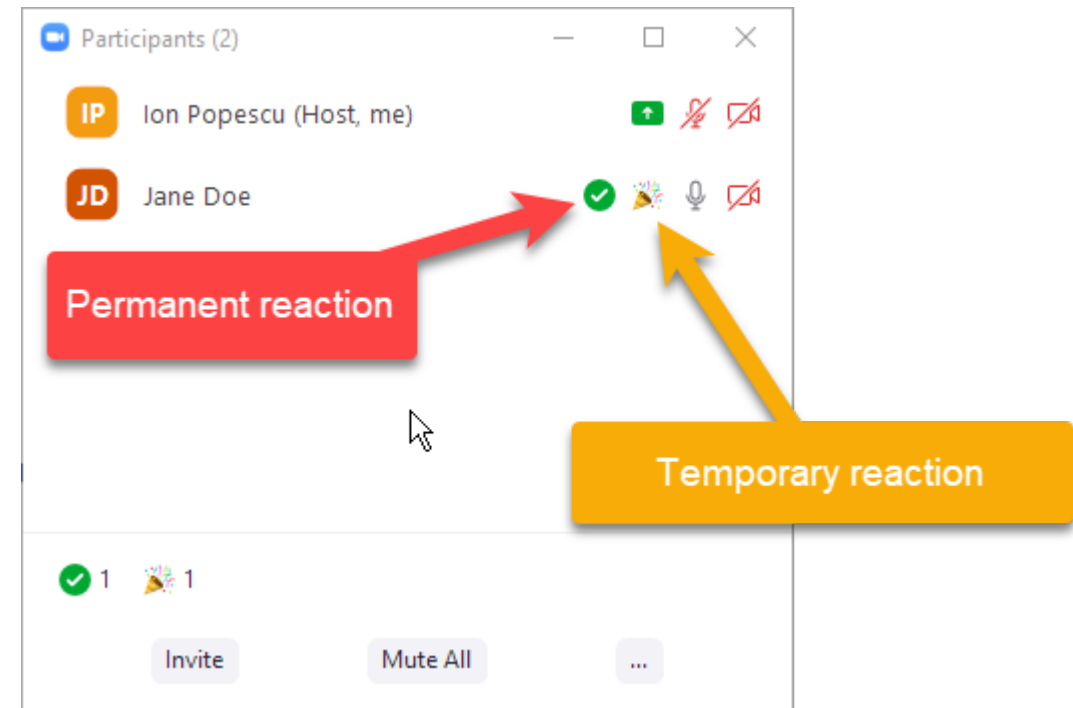 Participants (2)
IP Ion Popescu (Host, me)
JD Jane Doe
Permanent reaction
Temporary reaction
1 1
Invite Mute All ...